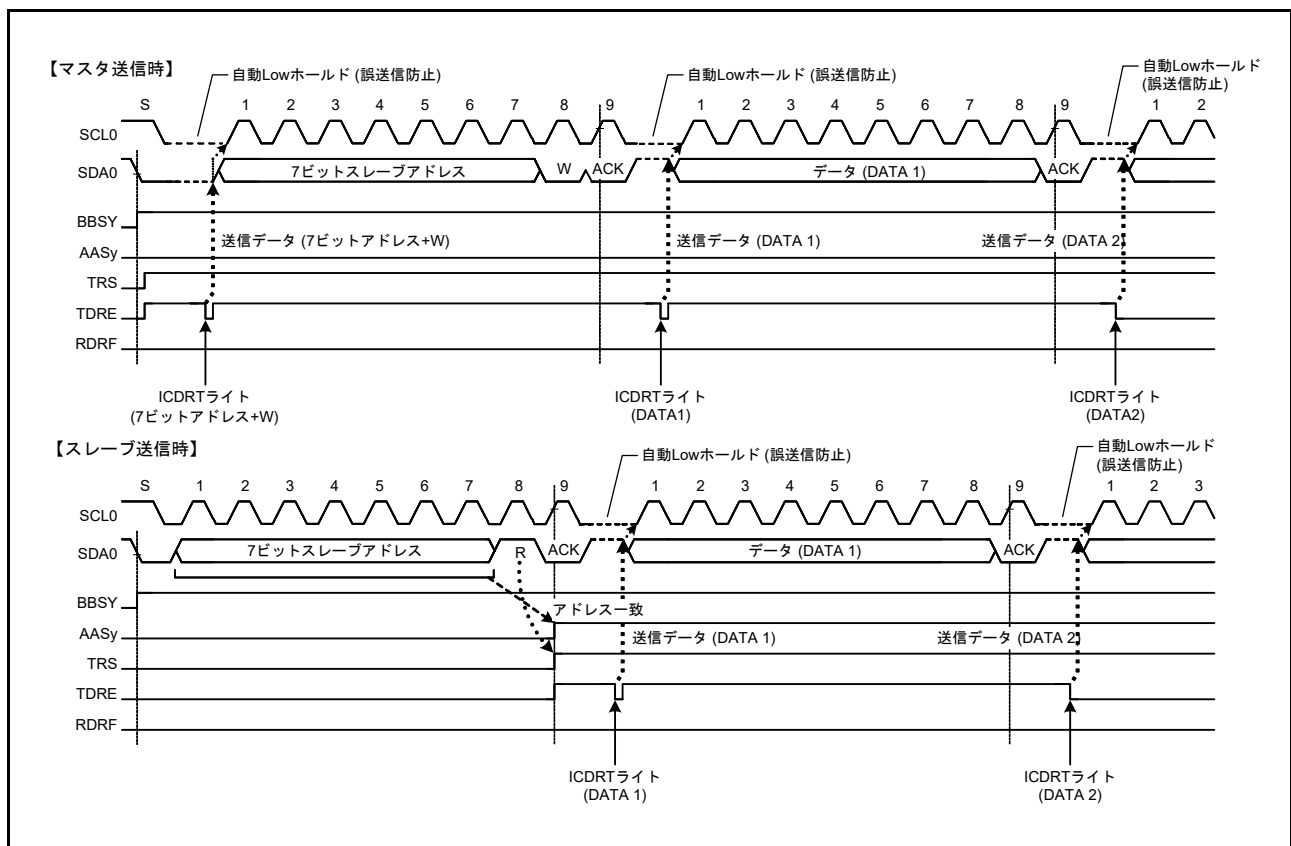 【マスタ送信時】
自動Lowホールド (誤送信防止)
自動Lowホールド (誤送信防止)
自動Lowホールド
(誤送信防止)
S 1 2 3 4 5 6 7 8 9 1 2 3 4 5 6 7 8 9 1 2
SCL0
SDA0 7ビットスレーブアドレス W ACK データ (DATA 1) ACK
BBSY
送信データ (7ビットアドレス+W) 送信データ (DATA 1) 送信データ (DATA 2)
AASy
TRS
TDRE
RDRF
ICDRTライト
(7ビットアドレス+W)
ICDRTライト
(DATA1)
ICDRTライト
(DATA2)
【スレーブ送信時】
自動Lowホールド (誤送信防止)
自動Lowホールド
(誤送信防止)
S 1 2 3 4 5 6 7 8 9 1 2 3 4 5 6 7 8 9 1 2 3
SCL0
SDA0 7ビットスレーブアドレス R ACK データ (DATA 1) ACK
BBSY
アドレス一致
AASy
送信データ (DATA 1) 送信データ (DATA 2)
TRS
TDRE
RDRF
ICDRTライト
(DATA 1)
ICDRTライト
(DATA 2)